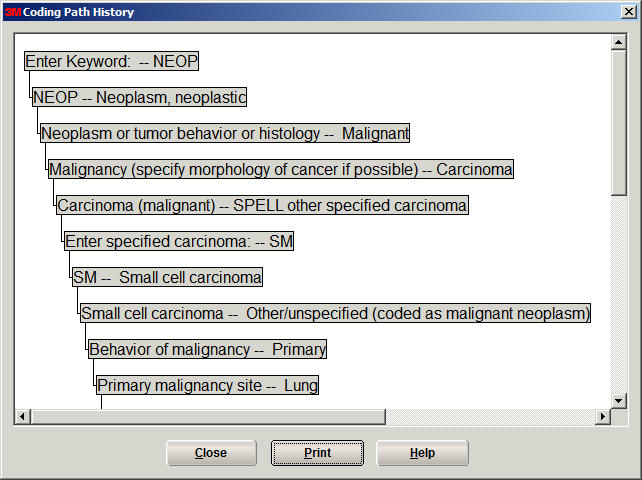 3M Coding Path History
Enter Keyword:  -- NEOP
NEOP -- Neoplasm, neoplastic
Neoplasm or tumor behavior or histology --  Malignant
Malignancy (specify morphology of cancer if possible) -- Carcinoma
Carcinoma (malignant) -- SPELL other specified carcinoma
Enter specified carcinoma: -- SM
SM --  Small cell carcinoma
Small cell carcinoma --  Other/unspecified (coded as malignant neoplasm)
Behavior of malignancy --  Primary
Primary malignancy site --  Lung
Close Print Help